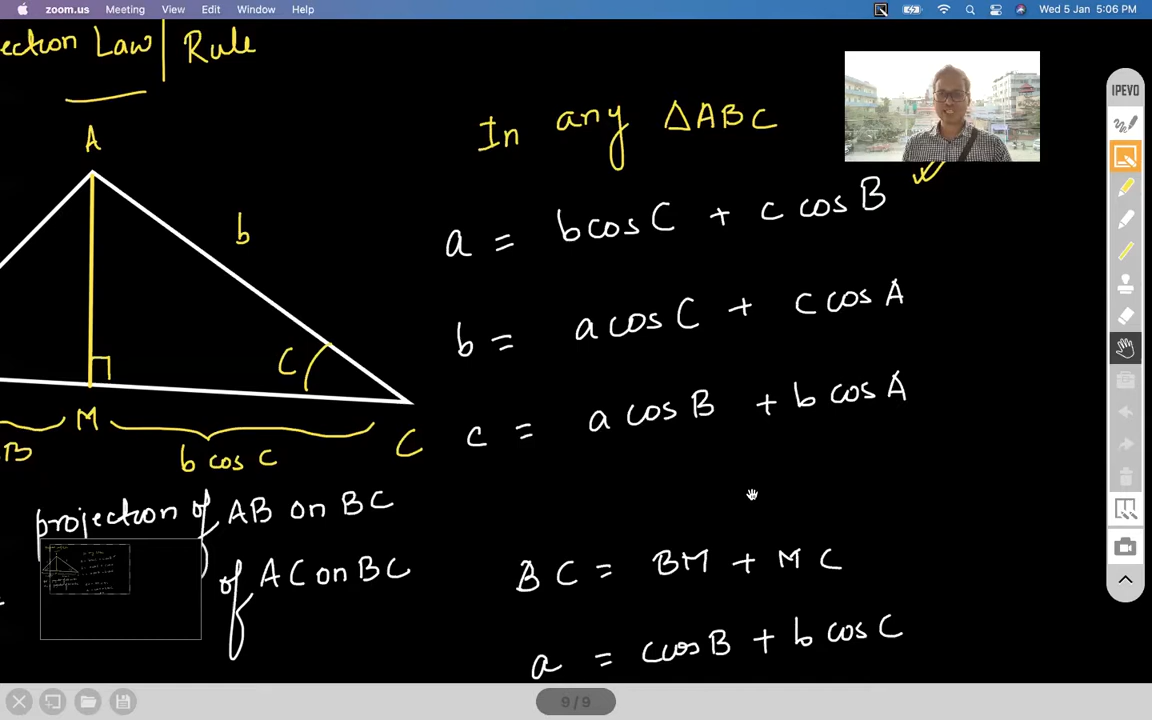 zoom.us Meeting View Edit Window Help Wed 5 Jan 5:06 PM
ection Law | Rule
IPEVO
In any ΔABC
A
a = b cos C + c cos B
b
b = a cos C + c cos A
C
c = a cos B + b cos A
M
C
B
b cos C
projection of AB on BC
of AC on BC
BC = BM + MC
a = c cos B + b cos C
9/9